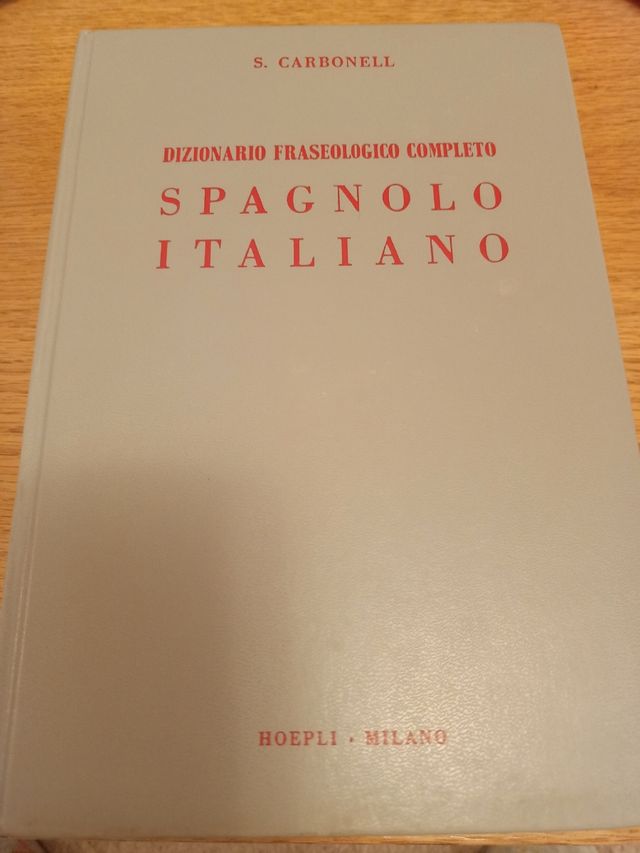 S. CARBONELL
DIZIONARIO FRASEOLOGICO COMPLETO
SPAGNOLO
ITALIANO
HOEPLI · MILANO